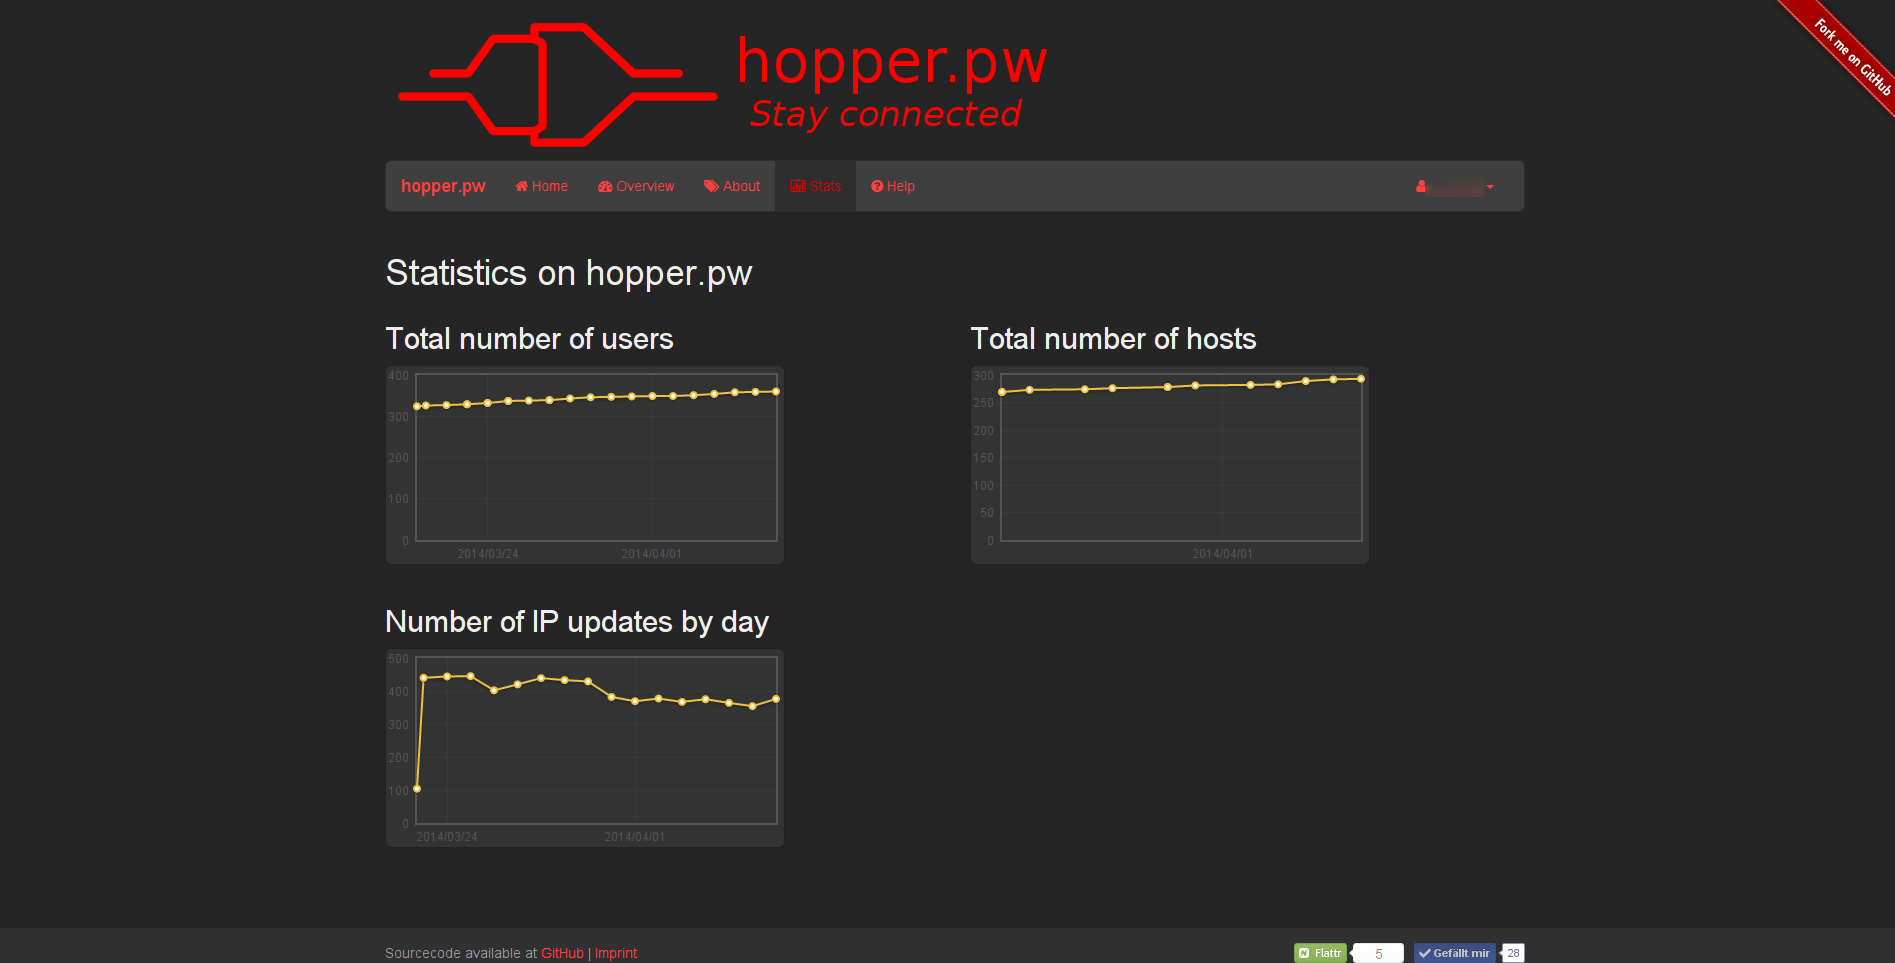 hopper.pw
Stay connected
Fork me on GitHub
hopper.pw Home Overview About Stats Help
Statistics on hopper.pw
Total number of users
400
300
200
100
0
2014/03/24 2014/04/01
Total number of hosts
300
250
200
150
100
50
0
2014/04/01
Number of IP updates by day
500
400
300
200
100
0
2014/03/24 2014/04/01
Sourcecode available at GitHub | Imprint
Flattr 5 Gefällt mir 28